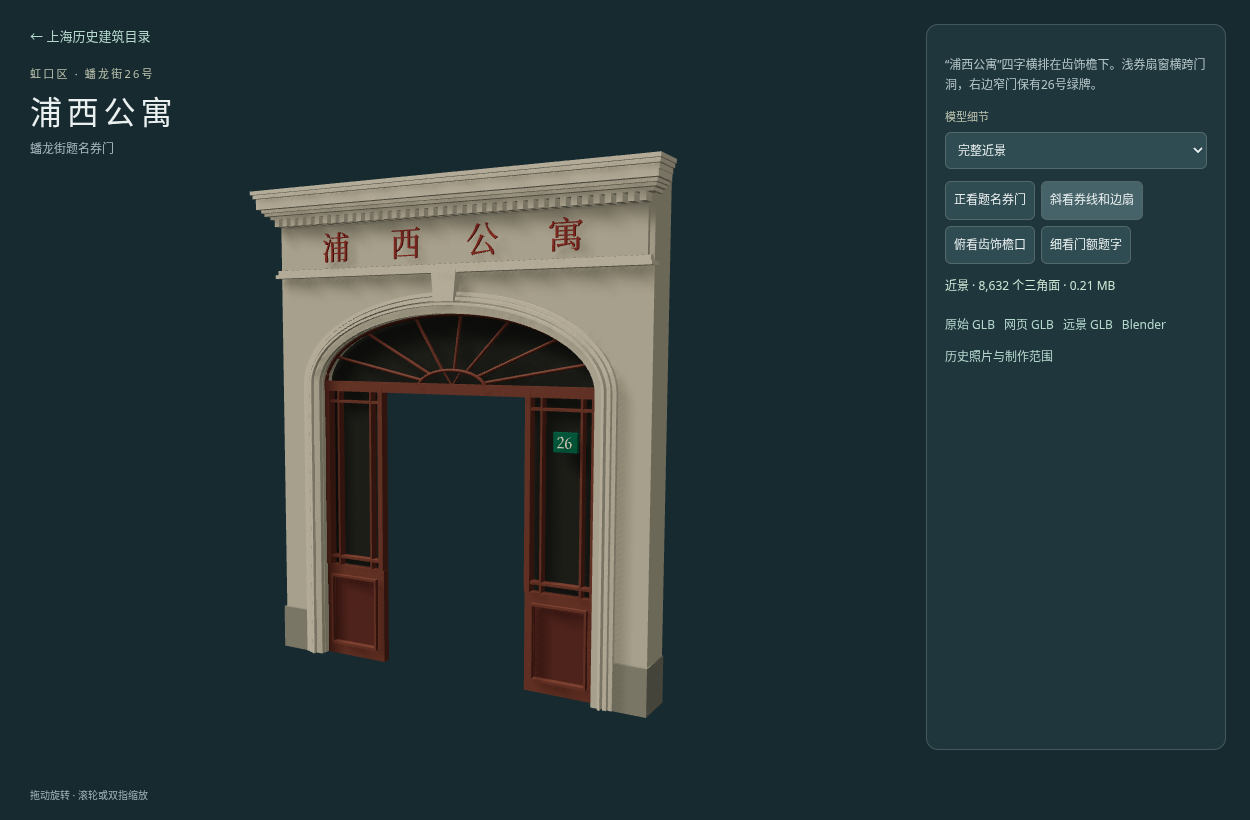 ← 上海历史建筑目录
虹口区 · 蟠龙街26号
浦西公寓
蟠龙街题名券门
浦西公寓
26
“浦西公寓”四字横排在齿饰檐下。浅券扇窗横跨门
洞，右边窄门保有26号绿牌。
模型细节
完整近景
正看题名券门 斜看券线和边扇
俯看齿饰檐口 细看门额题字
近景 · 8,632 个三角面 · 0.21 MB
原始 GLB 网页 GLB 远景 GLB Blender
历史照片与制作范围
拖动旋转 · 滚轮或双指缩放